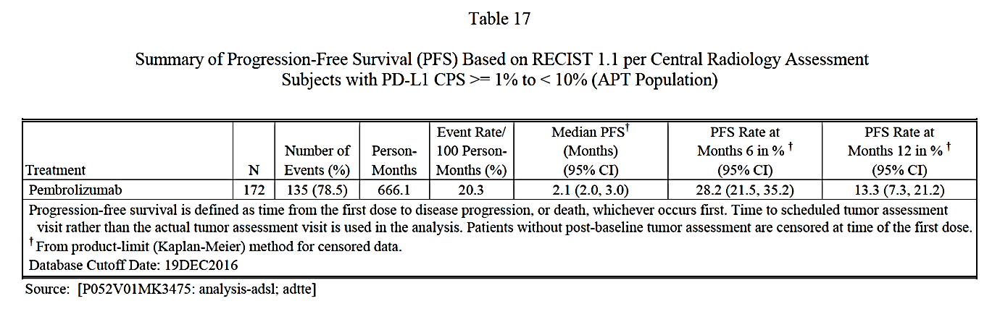 Table 17
Summary of Progression-Free Survival (PFS) Based on RECIST 1.1 per Central Radiology Assessment
Subjects with PD-L1 CPS >= 1% to < 10% (APT Population)
Treatment N Number of Events (%) Person-Months Event Rate/ 100 Person-Months (%) Median PFS† (Months) (95% CI) PFS Rate at Months 6 in % † (95% CI) PFS Rate at Months 12 in % † (95% CI)
Pembrolizumab 172 135 (78.5) 666.1 20.3 2.1 (2.0, 3.0) 28.2 (21.5, 35.2) 13.3 (7.3, 21.2)
Progression-free survival is defined as time from the first dose to disease progression, or death, whichever occurs first. Time to scheduled tumor assessment
visit rather than the actual tumor assessment visit is used in the analysis. Patients without post-baseline tumor assessment are censored at time of the first dose.
† From product-limit (Kaplan-Meier) method for censored data.
Database Cutoff Date: 19DEC2016
Source: [P052V01MK3475: analysis-adsl; adtte]